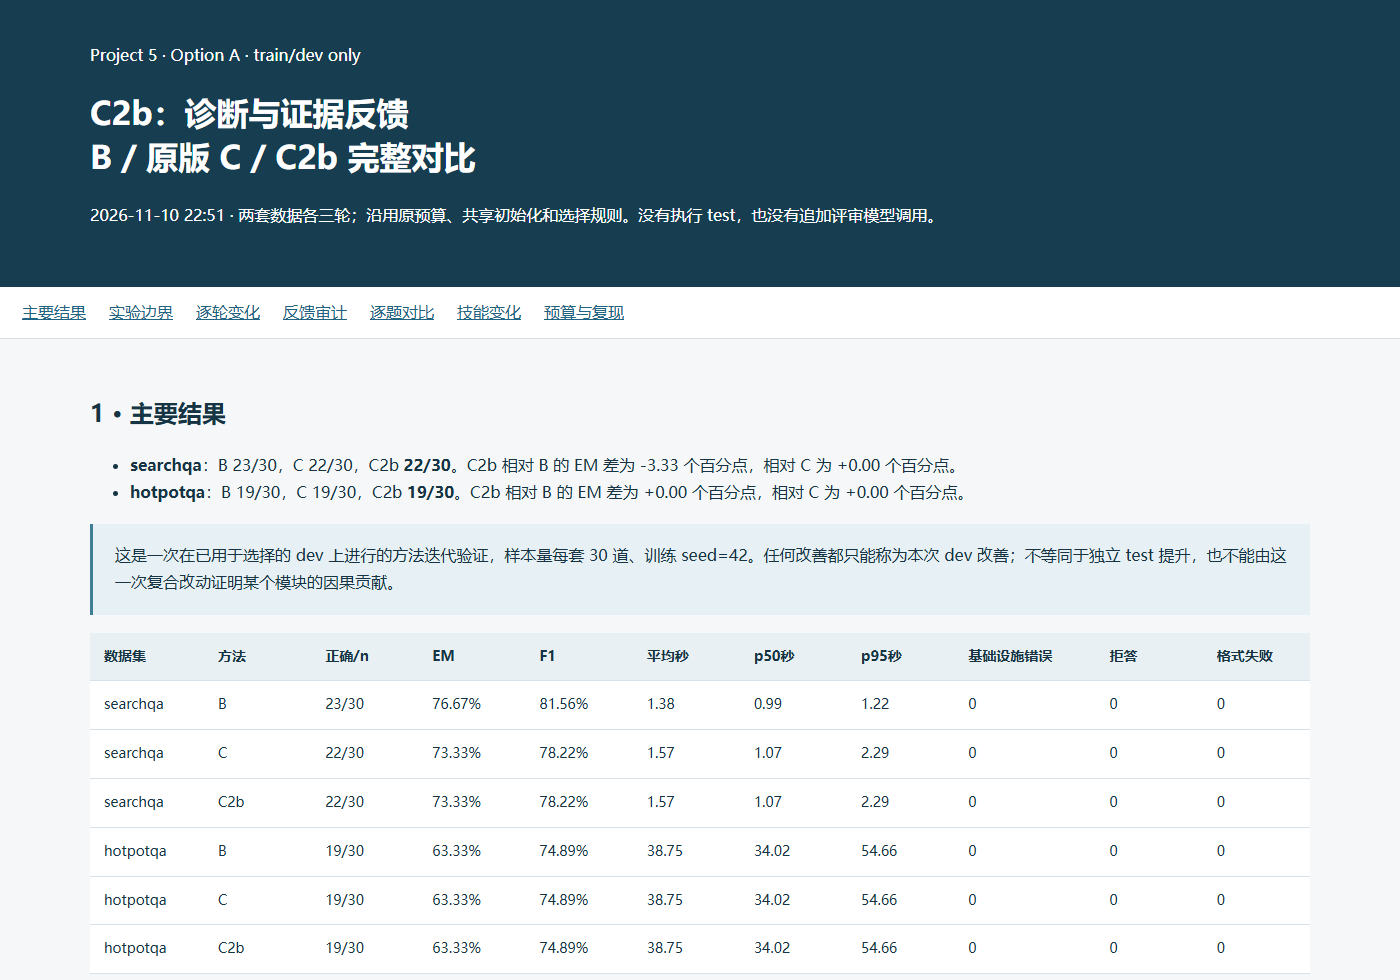 Project 5 · Option A · train/dev only
C2b：诊断与证据反馈
B / 原版 C / C2b 完整对比
2026-11-10 22:51 · 两套数据各三轮；沿用原预算、共享初始化和选择规则。没有执行 test，也没有追加评审模型调用。
主要结果 实验边界 逐轮变化 反馈审计 逐题对比 技能变化 预算与复现
1 · 主要结果
• searchqa：B 23/30，C 22/30，C2b 22/30。C2b 相对 B 的 EM 差为 -3.33 个百分点，相对 C 为 +0.00 个百分点。
• hotpotqa：B 19/30，C 19/30，C2b 19/30。C2b 相对 B 的 EM 差为 +0.00 个百分点，相对 C 为 +0.00 个百分点。
这是一次在已用于选择的 dev 上进行的方法迭代验证，样本量每套 30 道、训练 seed=42。任何改善都只能称为本次 dev 改善；不等同于独立 test 提升，也不能由这
一次复合改动证明某个模块的因果贡献。
数据集 方法 正确/n EM F1 平均秒 p50秒 p95秒 基础设施错误 拒答 格式失败
searchqa B 23/30 76.67% 81.56% 1.38 0.99 1.22 0 0 0
searchqa C 22/30 73.33% 78.22% 1.57 1.07 2.29 0 0 0
searchqa C2b 22/30 73.33% 78.22% 1.57 1.07 2.29 0 0 0
hotpotqa B 19/30 63.33% 74.89% 38.75 34.02 54.66 0 0 0
hotpotqa C 19/30 63.33% 74.89% 38.75 34.02 54.66 0 0 0
hotpotqa C2b 19/30 63.33% 74.89% 38.75 34.02 54.66 0 0 0